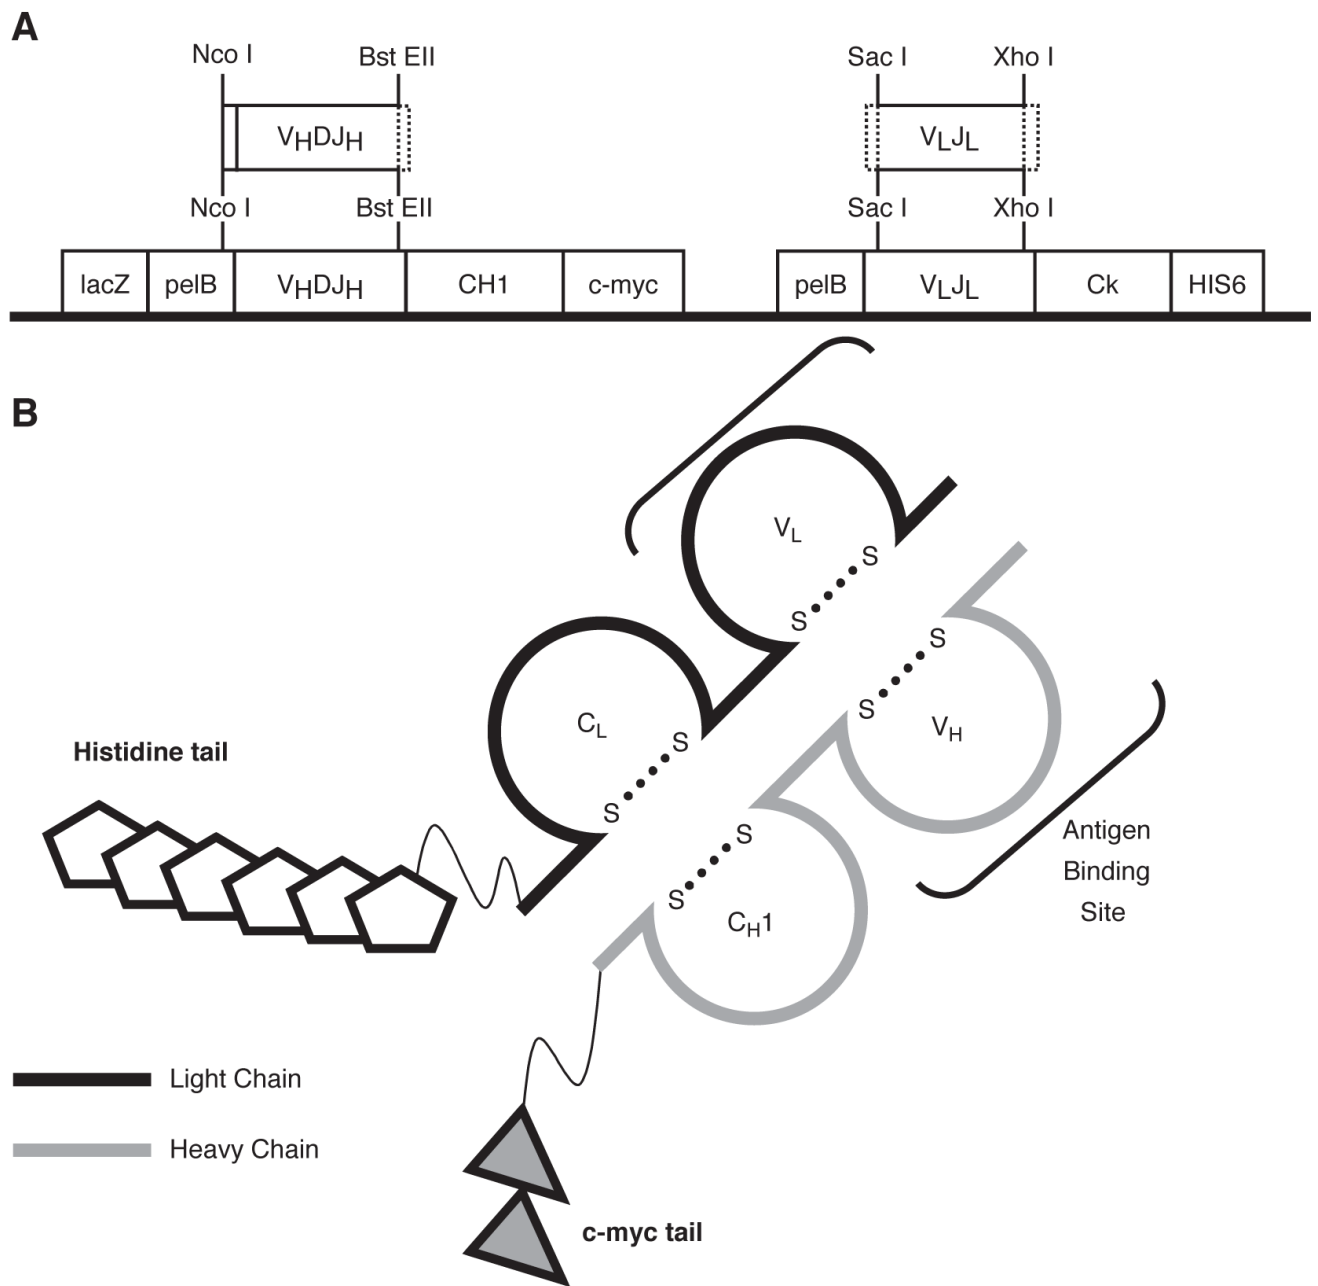 A
Nco I Bst EII Sac I Xho I
VHDJH VLJL
Nco I Bst EII Sac I Xho I
lacZ pelB VHDJH CH1 c-myc pelB VLJL Ck HIS6
B
VL
S
S
CL
S
S
S
S
VH
Histidine tail
S
S
CH1
Antigen
Binding
Site
Light Chain
Heavy Chain
c-myc tail